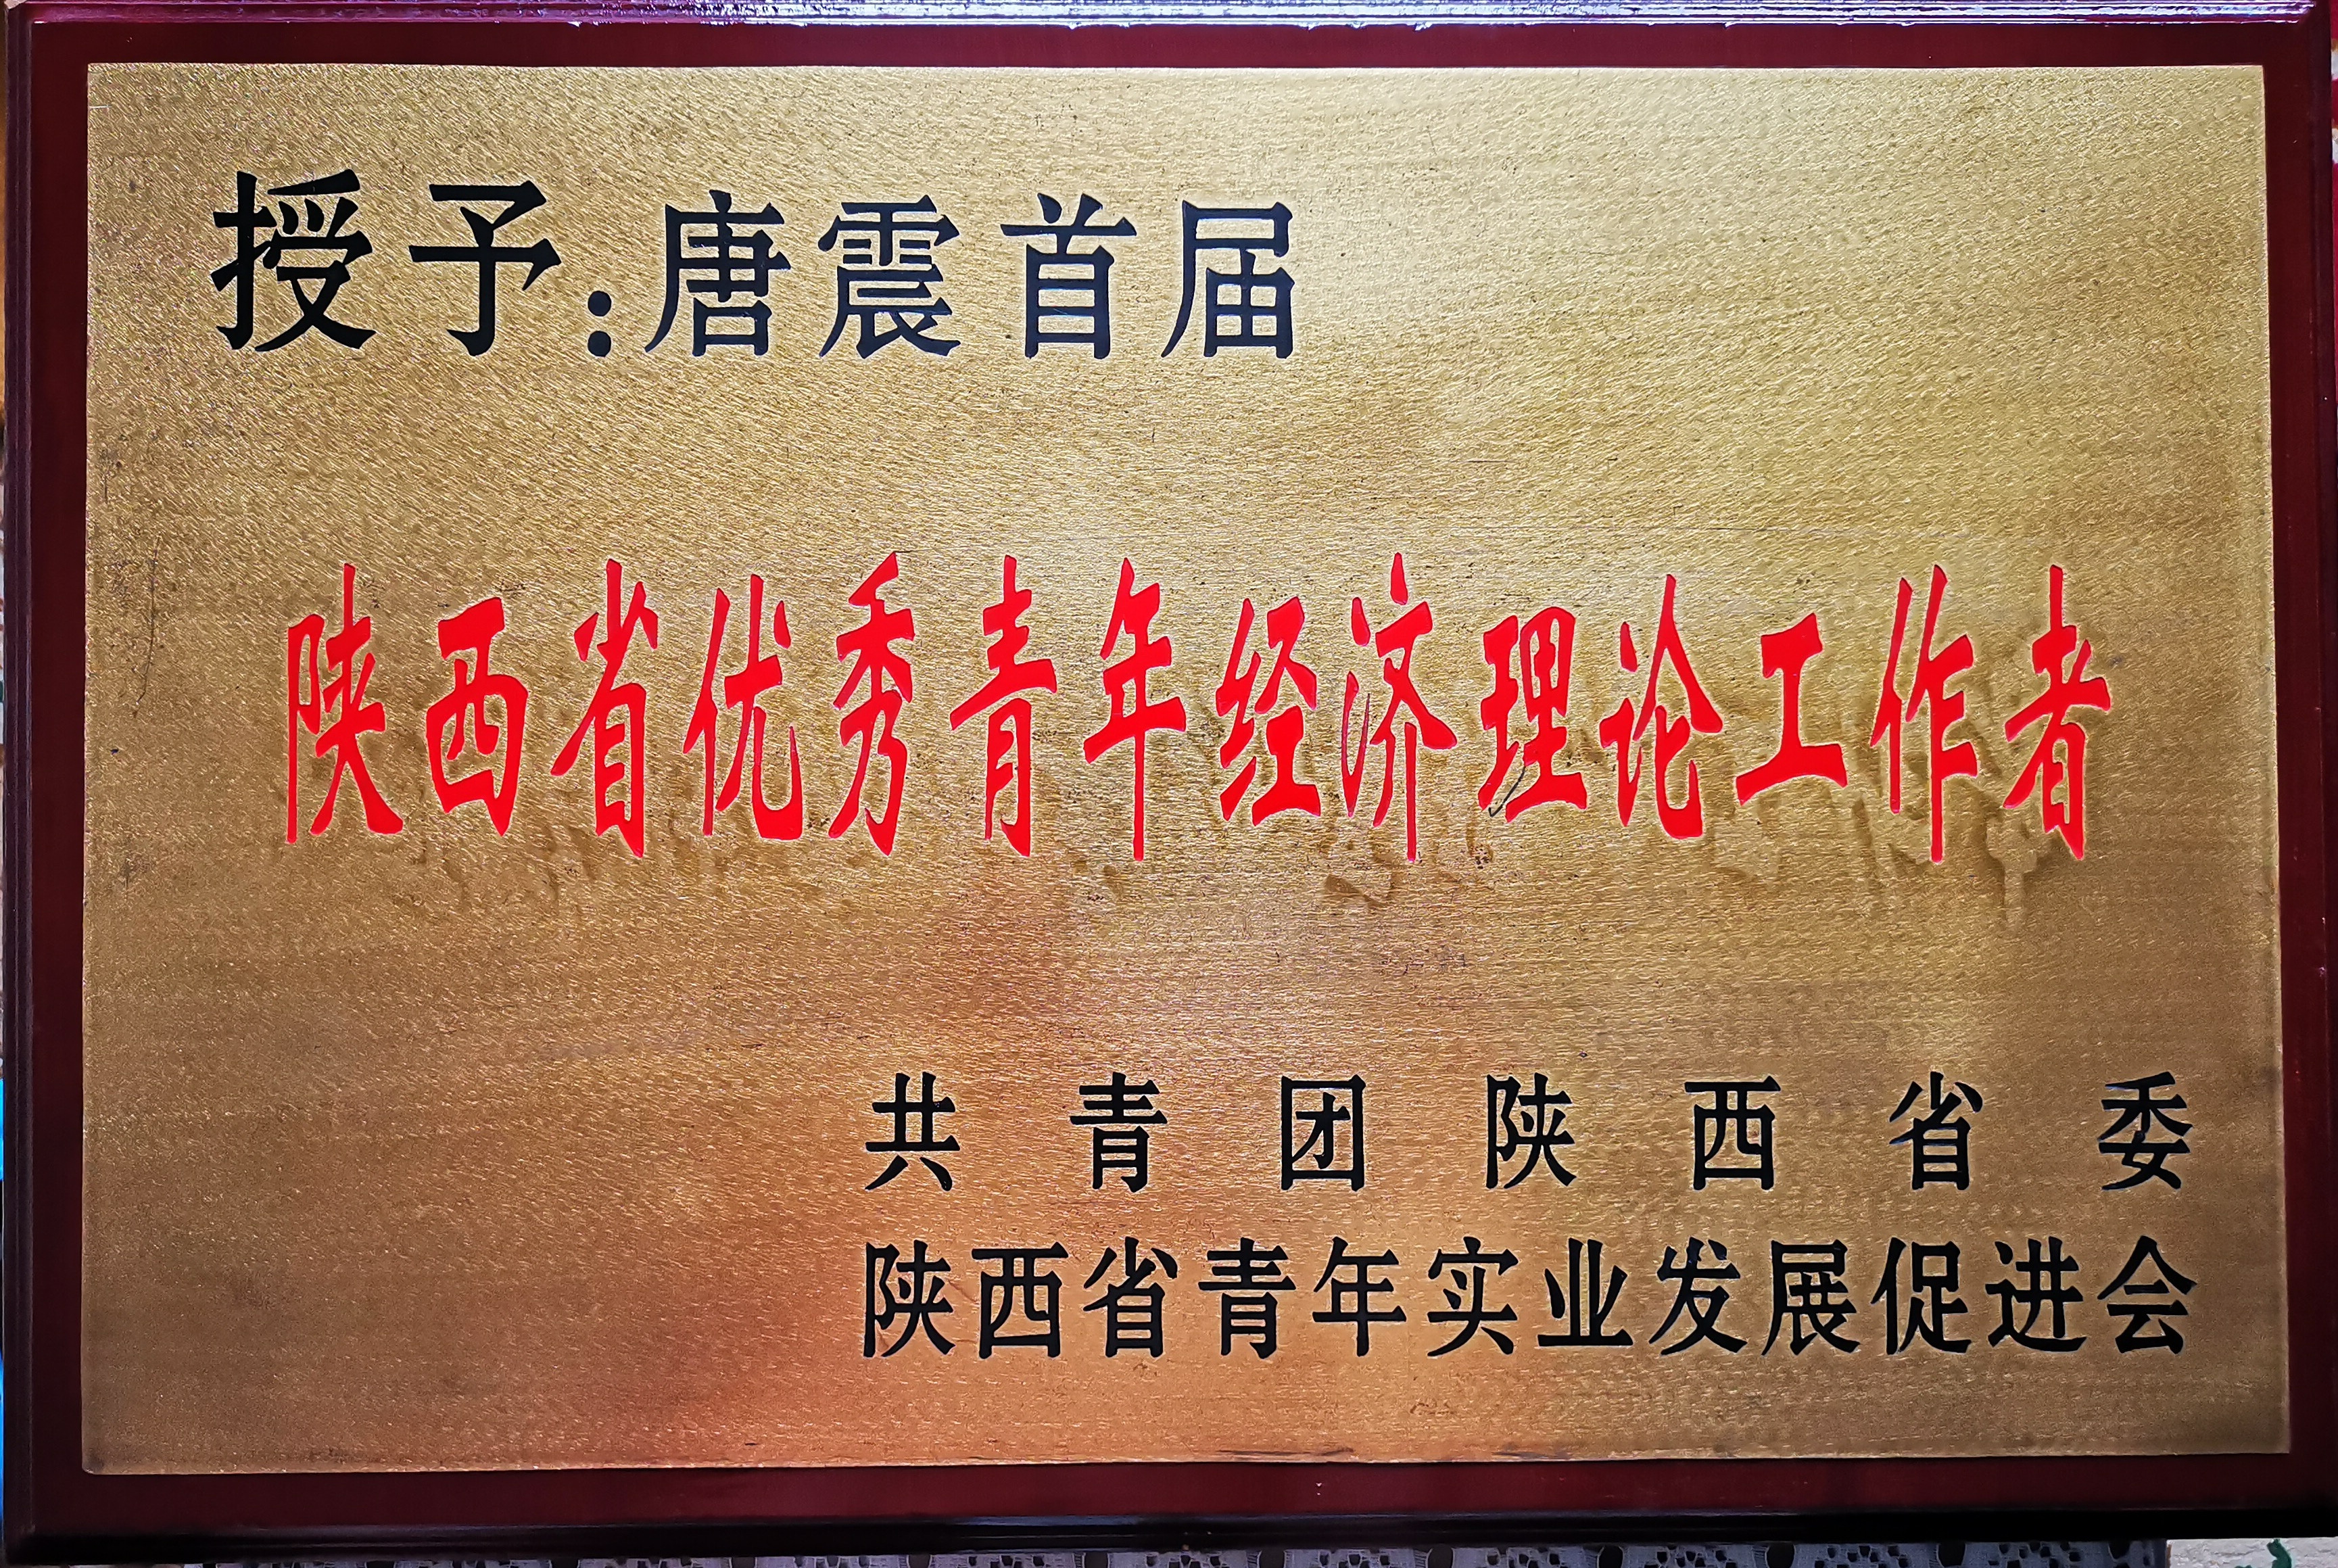 授予:唐震首届
陕西省优秀青年经济理论工作者
共青团陕西省委
陕西省青年实业发展促进会